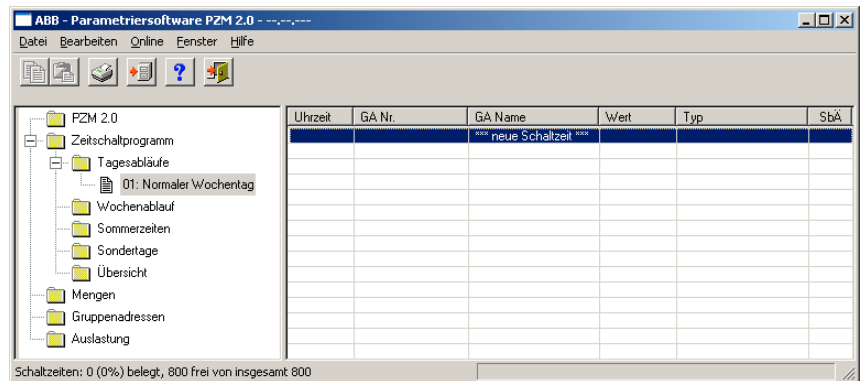 ABB - Parametriersoftware PZM 2.0 - --.--.----
Datei Bearbeiten Online Fenster Hilfe
PZM 2.0
Zeitschaltprogramm
Tagesabläufe
01: Normaler Wochentag
Wochenablauf
Sommerzeiten
Sondertage
Übersicht
Mengen
Gruppenadressen
Auslastung
Uhrzeit GA Nr. GA Name Wert Typ SbÄ
*** neue Schaltzeit ***
Schaltzeiten: 0 (0%) belegt, 800 frei von insgesamt 800